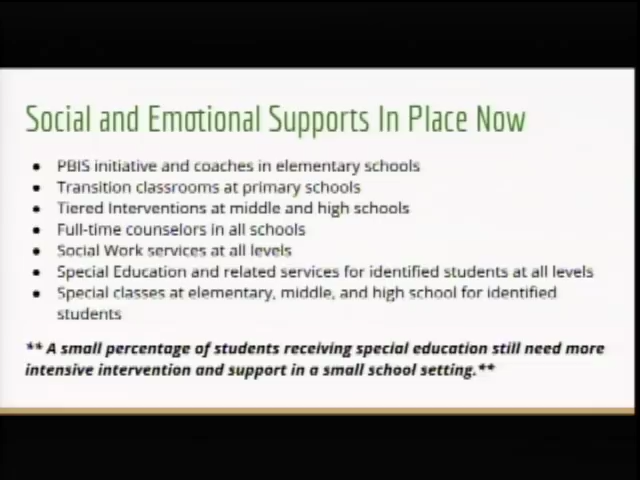 Social and Emotional Supports In Place Now
● PBIS initiative and coaches in elementary schools
● Transition classrooms at primary schools
● Tiered Interventions at middle and high schools
● Full-time counselors in all schools
● Social Work services at all levels
● Special Education and related services for identified students at all levels
● Special classes at elementary, middle, and high school for identified
students
** A small percentage of students receiving special education still need more
intensive intervention and support in a small school setting.**